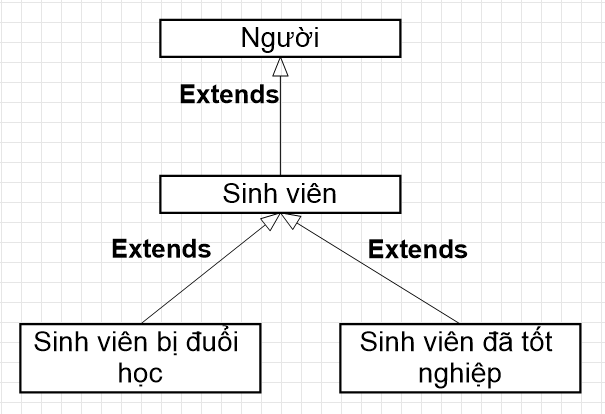 Người
Extends
Sinh viên
Extends
Extends
Sinh viên bị đuổi
học
Sinh viên đã tốt
nghiệp